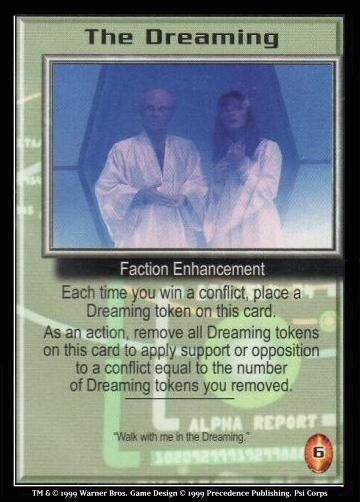 The Dreaming
Faction Enhancement
Each time you win a conflict, place a
Dreaming token on this card.
As an action, remove all Dreaming tokens
on this card to apply support or opposition
to a conflict equal to the number
of Dreaming tokens you removed.
ALPHA REPORT
"Walk with me in the Dreaming."
6
TM & © 1999 Warner Bros. Game Design © 1999 Precedence Publishing. Psi Corps